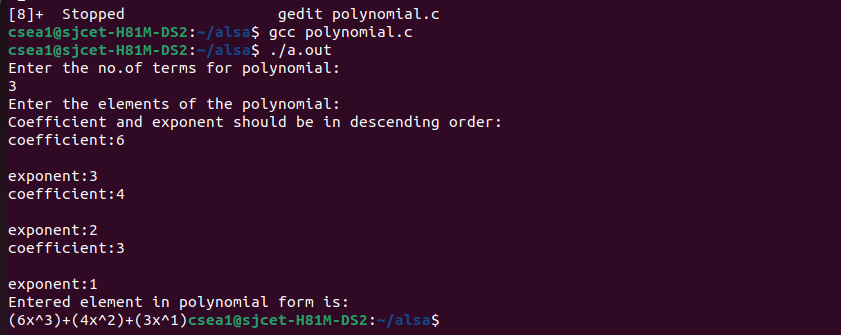 [8]+  Stopped                 gedit polynomial.c
csea1@sjcet-H81M-DS2:~/alsa$ gcc polynomial.c
csea1@sjcet-H81M-DS2:~/alsa$ ./a.out
Enter the no.of terms for polynomial:
3
Enter the elements of the polynomial:
Coefficient and exponent should be in descending order:
coefficient:6
exponent:3
coefficient:4
exponent:2
coefficient:3
exponent:1
Entered element in polynomial form is:
(6x^3)+(4x^2)+(3x^1)csea1@sjcet-H81M-DS2:~/alsa$